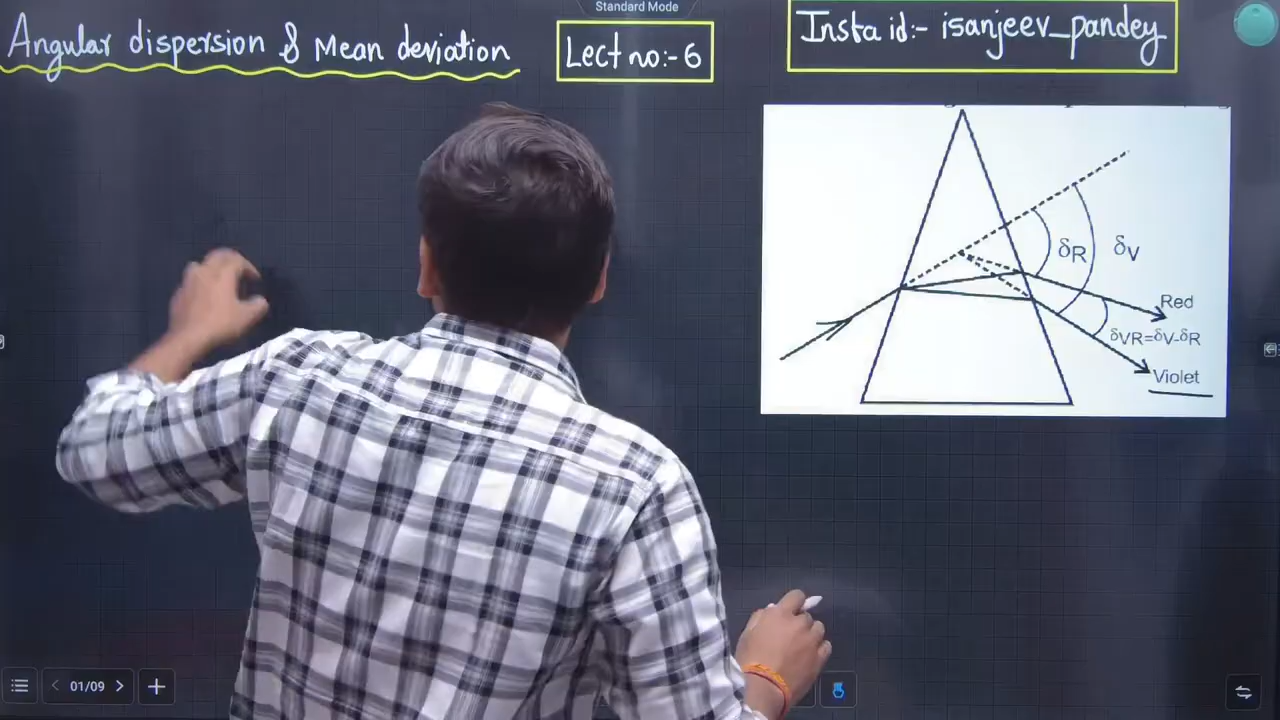 Standard Mode
Angular dispersion & Mean deviation
Lect no:- 6
Insta id:- isanjeev_pandey
δR
δV
Red
δVR=δV-δR
Violet
01/09